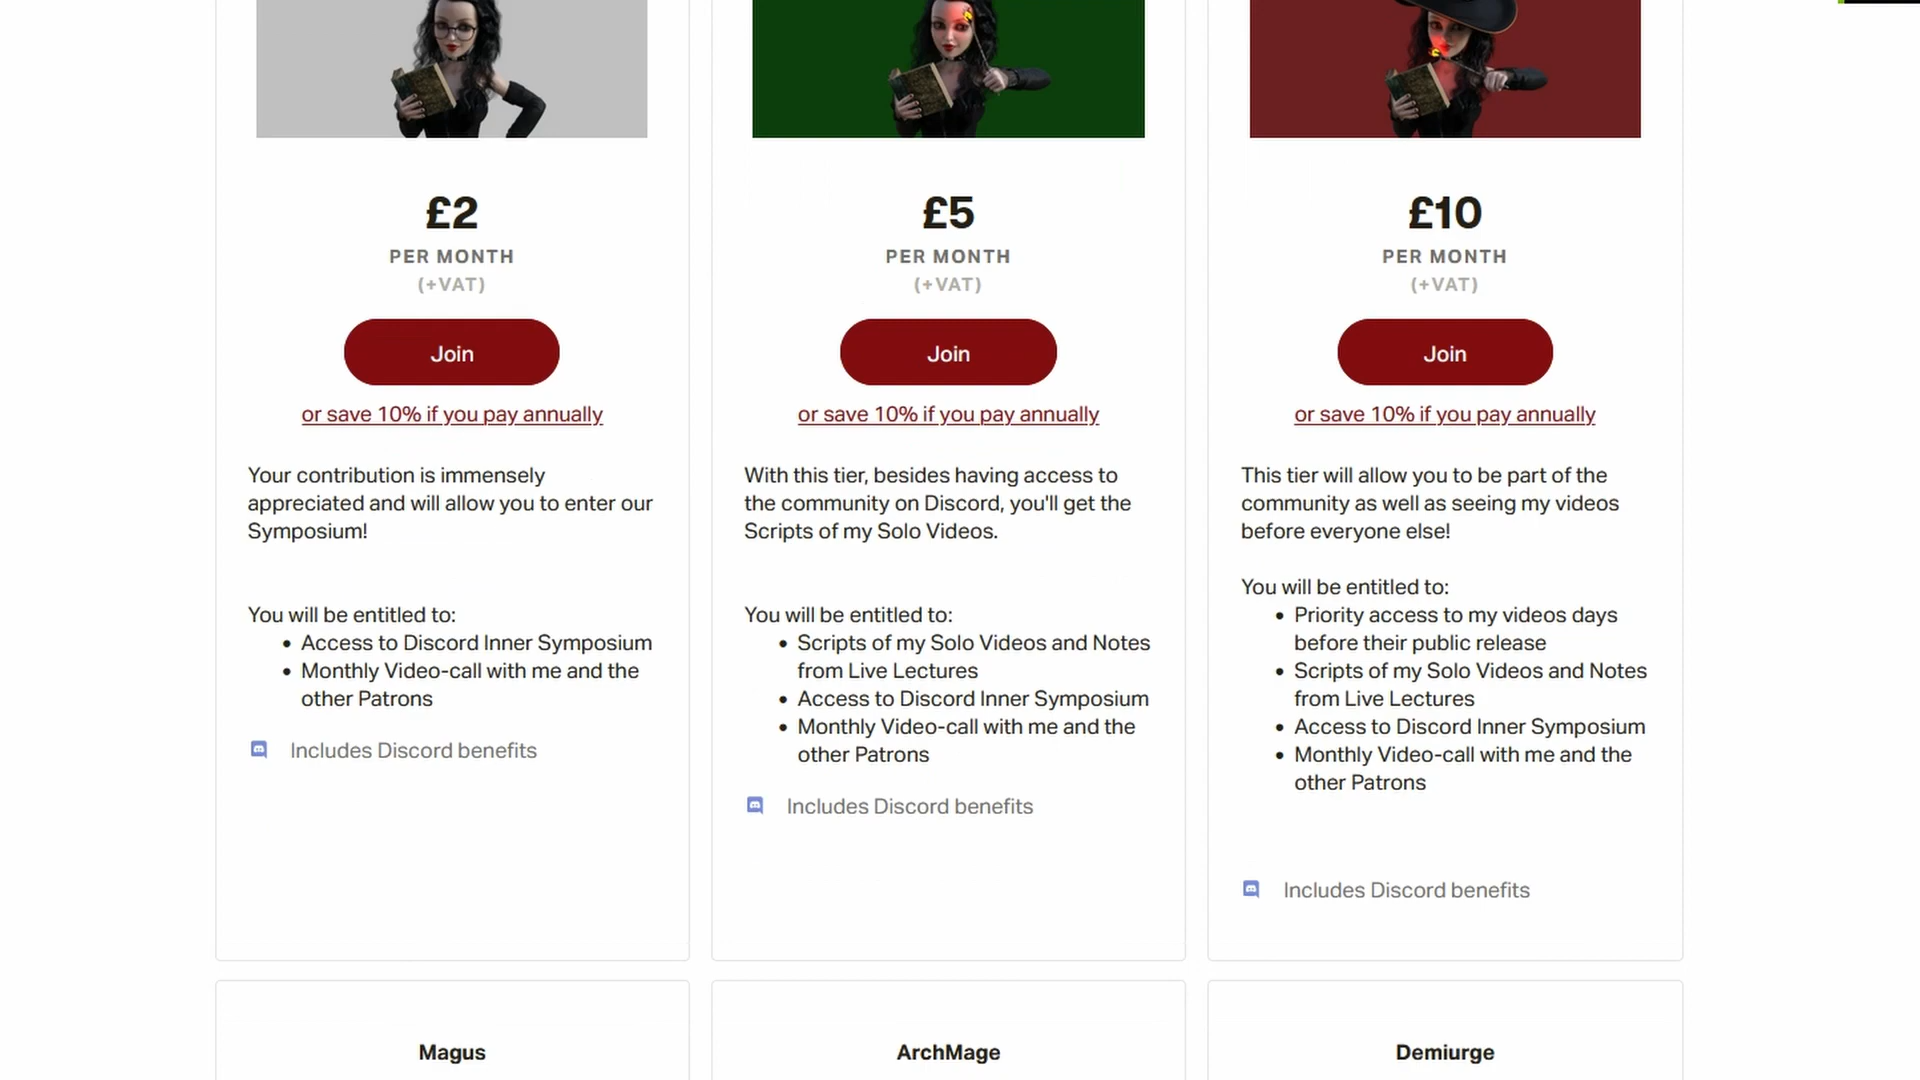 £2
PER MONTH
(+VAT)
Join
or save 10% if you pay annually
Your contribution is immensely
appreciated and will allow you to enter our
Symposium!
You will be entitled to:
• Access to Discord Inner Symposium
• Monthly Video-call with me and the
other Patrons
Includes Discord benefits
£5
PER MONTH
(+VAT)
Join
or save 10% if you pay annually
With this tier, besides having access to
the community on Discord, you'll get the
Scripts of my Solo Videos.
You will be entitled to:
• Scripts of my Solo Videos and Notes
from Live Lectures
• Access to Discord Inner Symposium
• Monthly Video-call with me and the
other Patrons
Includes Discord benefits
£10
PER MONTH
(+VAT)
Join
or save 10% if you pay annually
This tier will allow you to be part of the
community as well as seeing my videos
before everyone else!
You will be entitled to:
• Priority access to my videos days
before their public release
• Scripts of my Solo Videos and Notes
from Live Lectures
• Access to Discord Inner Symposium
• Monthly Video-call with me and the
other Patrons
Includes Discord benefits
Magus
ArchMage
Demiurge